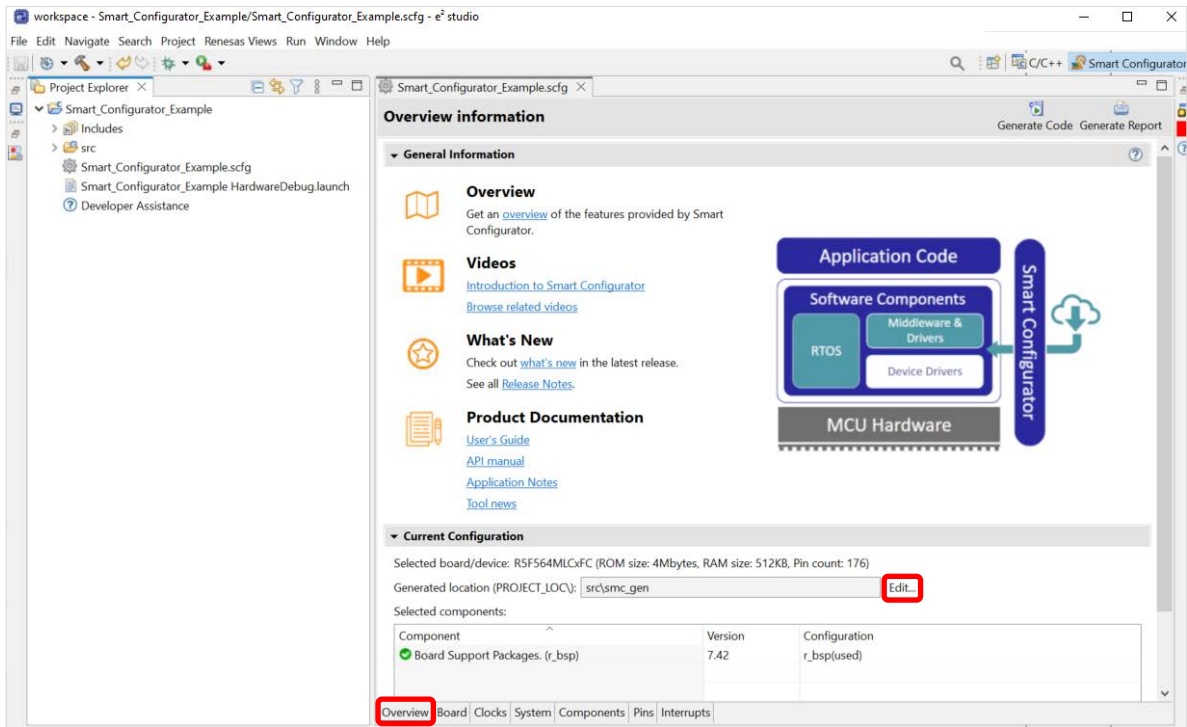 workspace - Smart_Configurator_Example/Smart_Configurator_Example.scfg - e² studio
File Edit Navigate Search Project Renesas Views Run Window Help
C/C++ Smart Configurator
Project Explorer
Smart_Configurator_Example
Includes
src
Smart_Configurator_Example.scfg
Smart_Configurator_Example HardwareDebug.launch
Developer Assistance
Smart_Configurator_Example.scfg
Overview information
Generate Code Generate Report
General Information
Overview
Get an overview of the features provided by Smart
Configurator.
Videos
Introduction to Smart Configurator
Browse related videos
What's New
Check out what's new in the latest release.
See all Release Notes.
Product Documentation
User's Guide
API manual
Application Notes
Tool news
Application Code
Software Components
RTOS
Middleware &
Drivers
Device Drivers
MCU Hardware
Smart Configurator
Current Configuration
Selected board/device: R5F564MLCxFC (ROM size: 4Mbytes, RAM size: 512KB, Pin count: 176)
Generated location (PROJECT_LOC\): src\smc_gen Edit...
Selected components:
Component Version Configuration
Board Support Packages. (r_bsp) 7.42 r_bsp(used)
Overview Board Clocks System Components Pins Interrupts